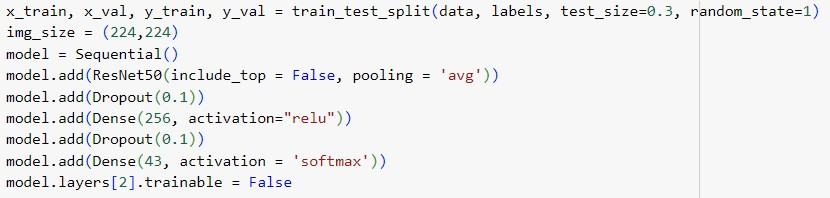 x_train, x_val, y_train, y_val = train_test_split(data, labels, test_size=0.3, random_state=1)
img_size = (224,224)
model = Sequential()
model.add(ResNet50(include_top = False, pooling = 'avg'))
model.add(Dropout(0.1))
model.add(Dense(256, activation="relu"))
model.add(Dropout(0.1))
model.add(Dense(43, activation = 'softmax'))
model.layers[2].trainable = False